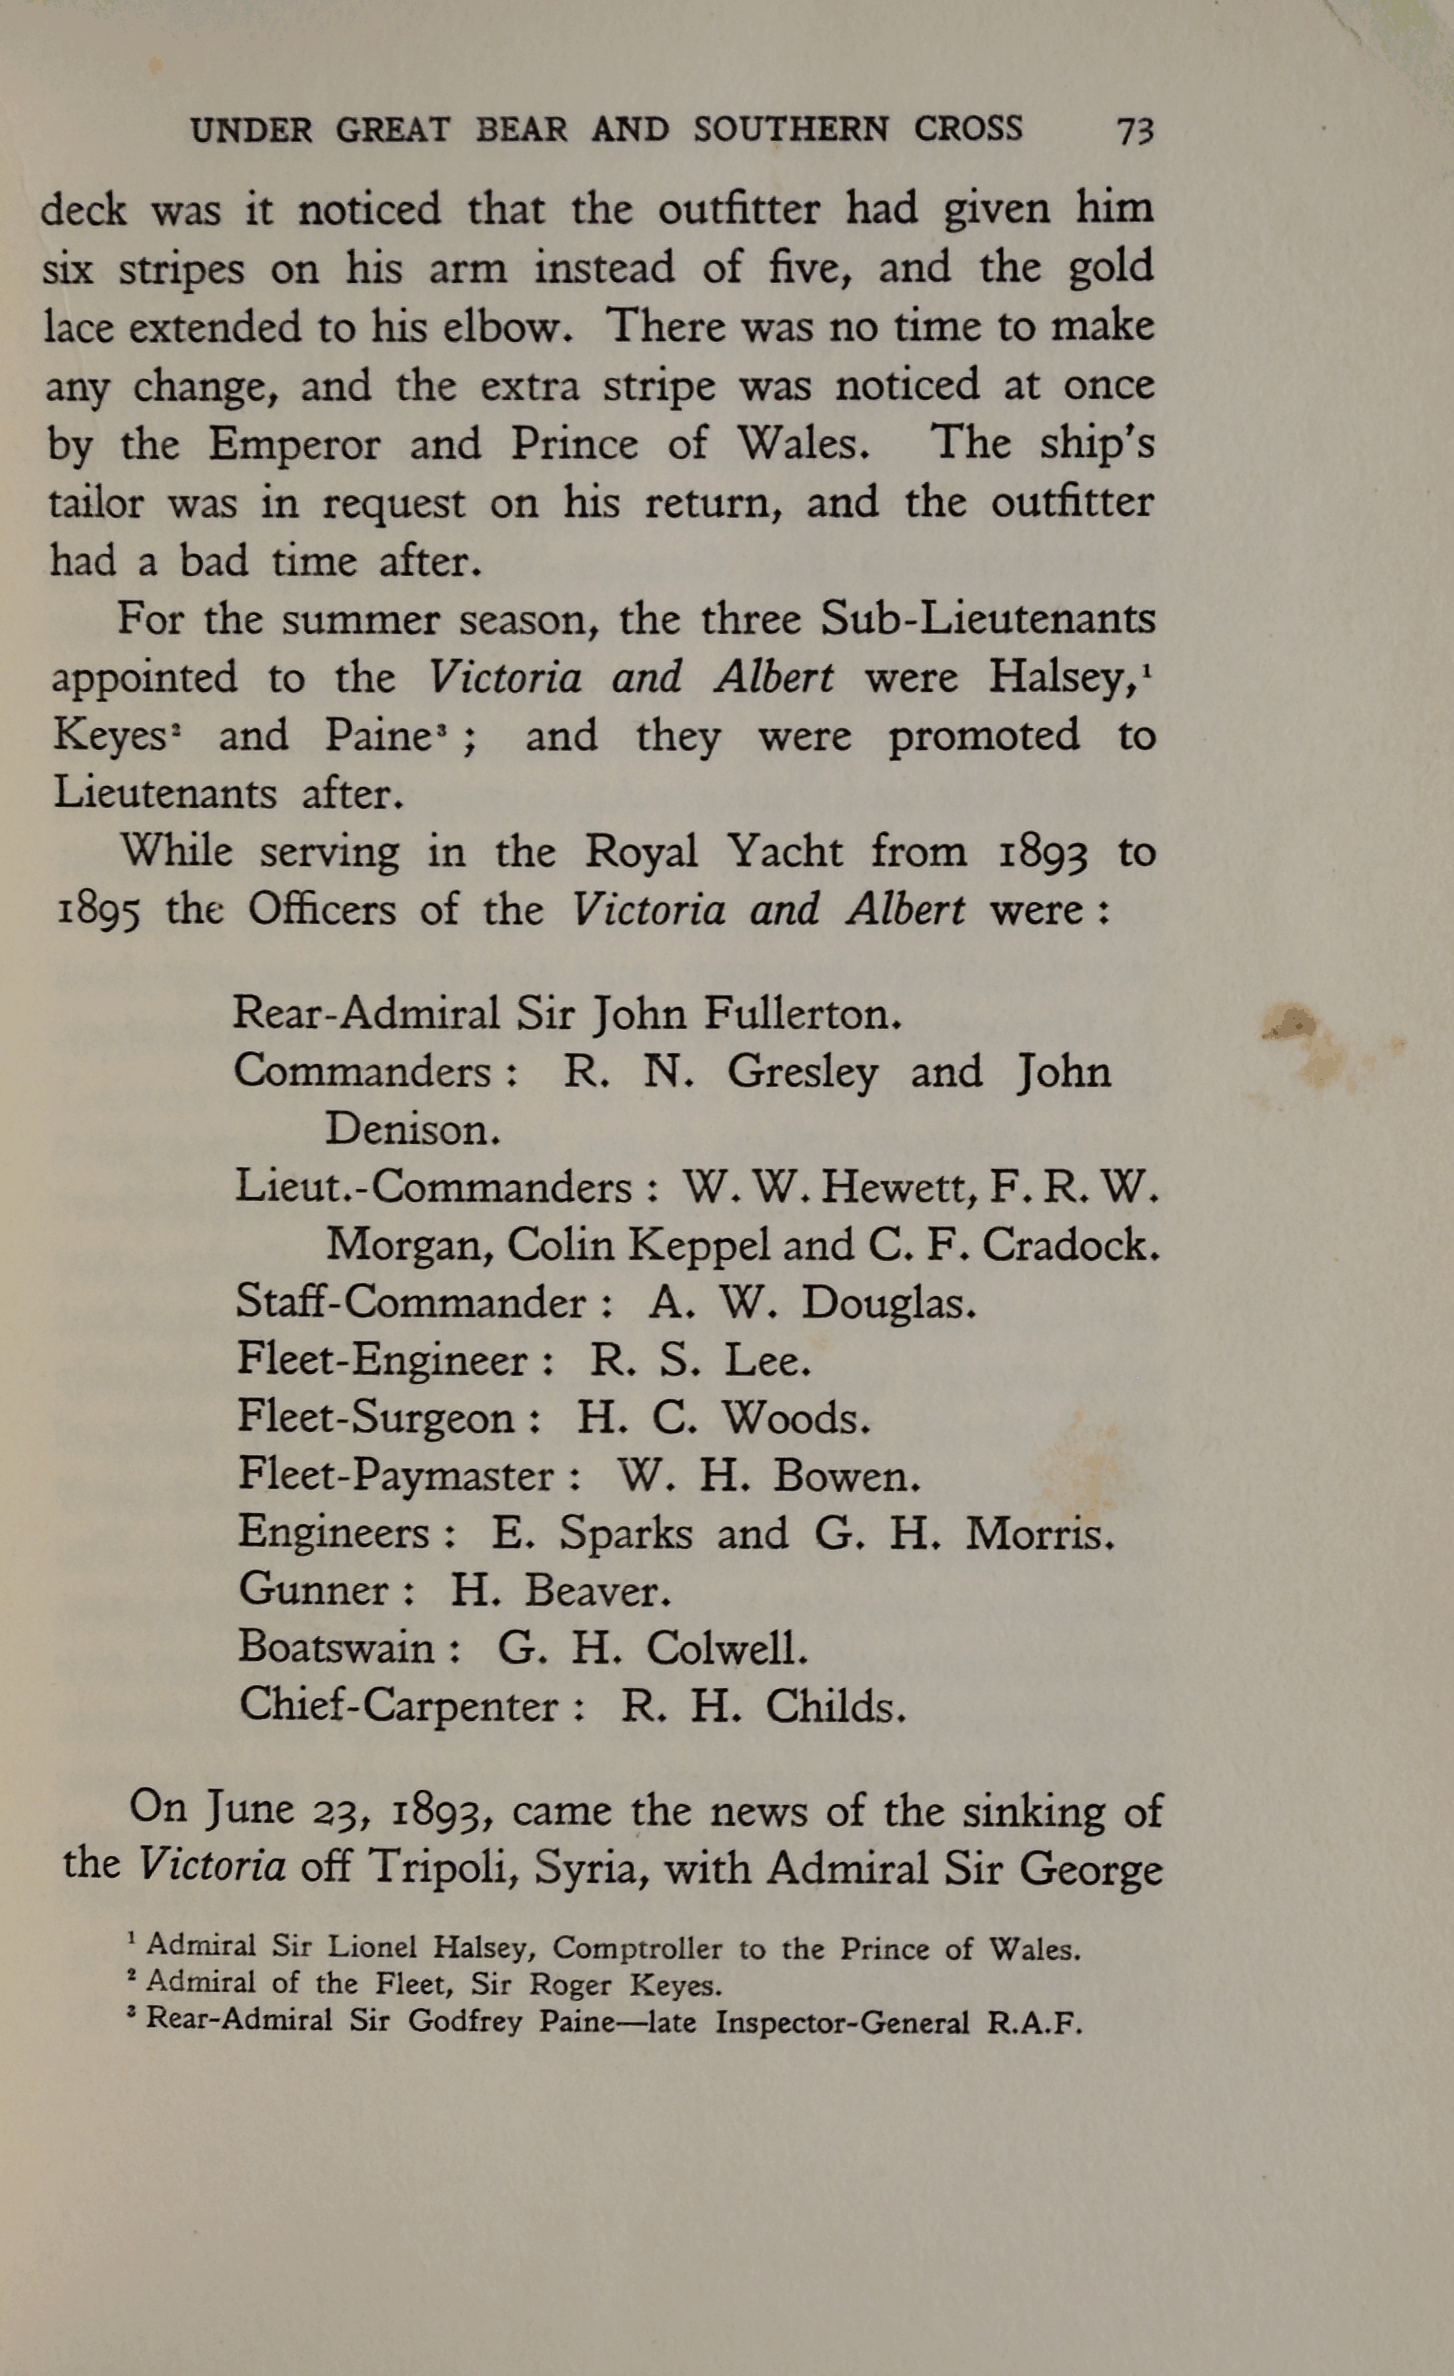 UNDER GREAT BEAR AND SOUTHERN CROSS 73
deck was it noticed that the outfitter had given him
six stripes on his arm instead of five, and the gold
lace extended to his elbow. There was no time to make
any change, and the extra stripe was noticed at once
by the Emperor and Prince of Wales. The ship's
tailor was in request on his return, and the outfitter
had a bad time after.
For the summer season, the three Sub-Lieutenants
appointed to the Victoria and Albert were Halsey,¹
Keyes² and Paine³ ; and they were promoted to
Lieutenants after.
While serving in the Royal Yacht from 1893 to
1895 the Officers of the Victoria and Albert were :
Rear-Admiral Sir John Fullerton.
Commanders : R. N. Gresley and John
Denison.
Lieut.-Commanders : W. W. Hewett, F. R. W.
Morgan, Colin Keppel and C. F. Cradock.
Staff-Commander : A. W. Douglas.
Fleet-Engineer : R. S. Lee.
Fleet-Surgeon : H. C. Woods.
Fleet-Paymaster : W. H. Bowen.
Engineers : E. Sparks and G. H. Morris.
Gunner : H. Beaver.
Boatswain : G. H. Colwell.
Chief-Carpenter : R. H. Childs.
On June 23, 1893, came the news of the sinking of
the Victoria off Tripoli, Syria, with Admiral Sir George
¹ Admiral Sir Lionel Halsey, Comptroller to the Prince of Wales.
² Admiral of the Fleet, Sir Roger Keyes.
³ Rear-Admiral Sir Godfrey Paine—late Inspector-General R.A.F.